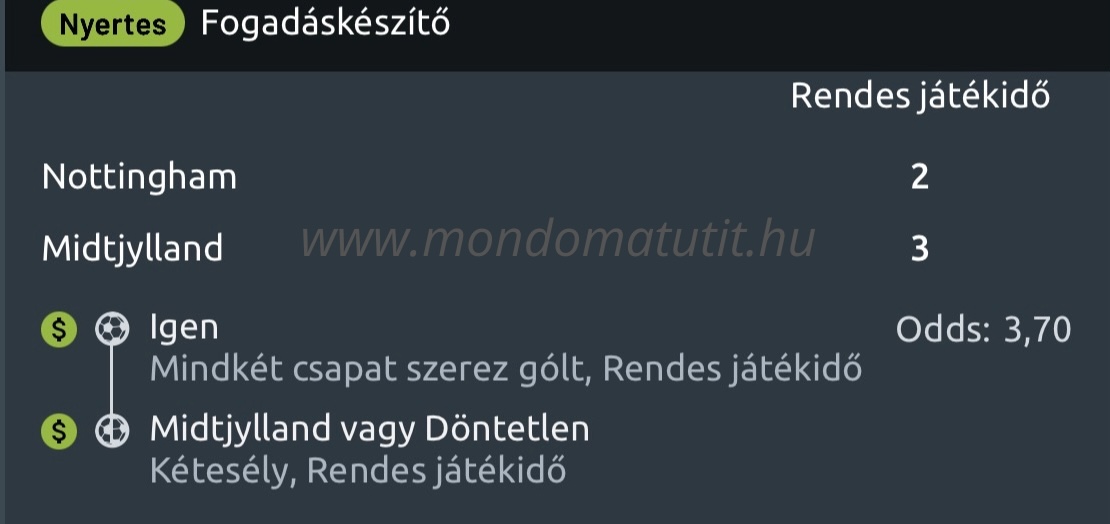 Nyertes Fogadáskészítő
Rendes játékidő
Nottingham 2
www.mondomatutit.hu
Midtjylland 3
$ Igen Odds: 3,70
Mindkét csapat szerez gólt, Rendes játékidő
$ Midtjylland vagy Döntetlen
Kétesély, Rendes játékidő